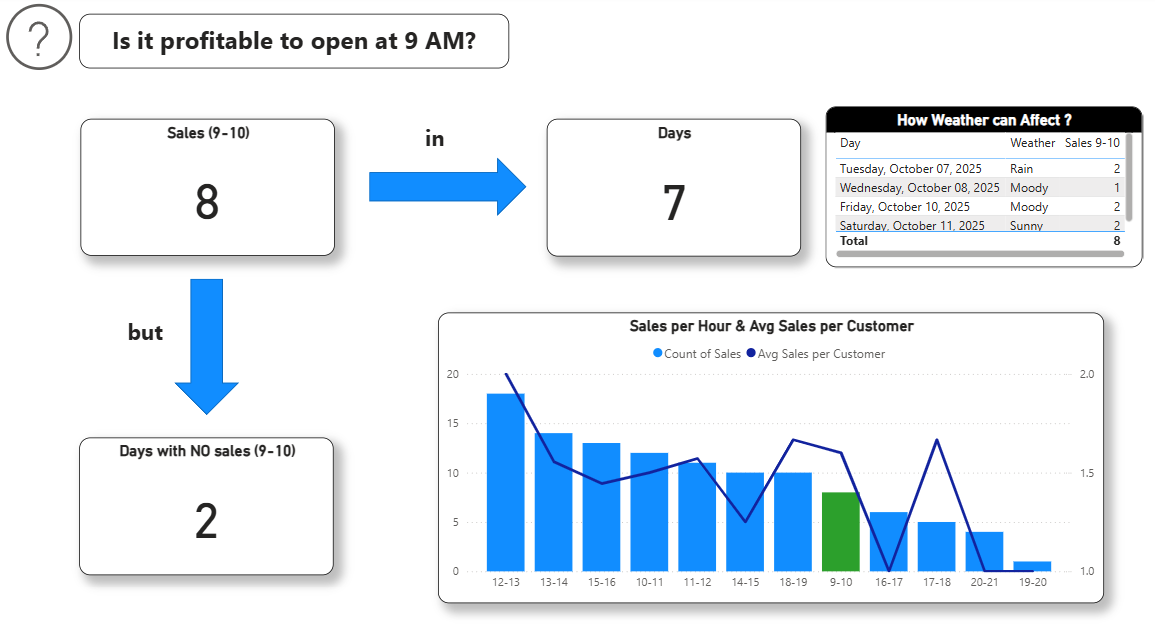 ?
Is it profitable to open at 9 AM?
Sales (9-10)
8
in
Days
7
How Weather can Affect ?
Day Weather Sales 9-10
Tuesday, October 07, 2025 Rain 2
Wednesday, October 08, 2025 Moody 1
Friday, October 10, 2025 Moody 2
Saturday, October 11, 2025 Sunny 2
Total 8
but
Days with NO sales (9-10)
2
Sales per Hour & Avg Sales per Customer
Count of Sales Avg Sales per Customer
20 2.0
15
10 1.5
5
0 1.0
12-13 13-14 15-16 10-11 11-12 14-15 18-19 9-10 16-17 17-18 20-21 19-20